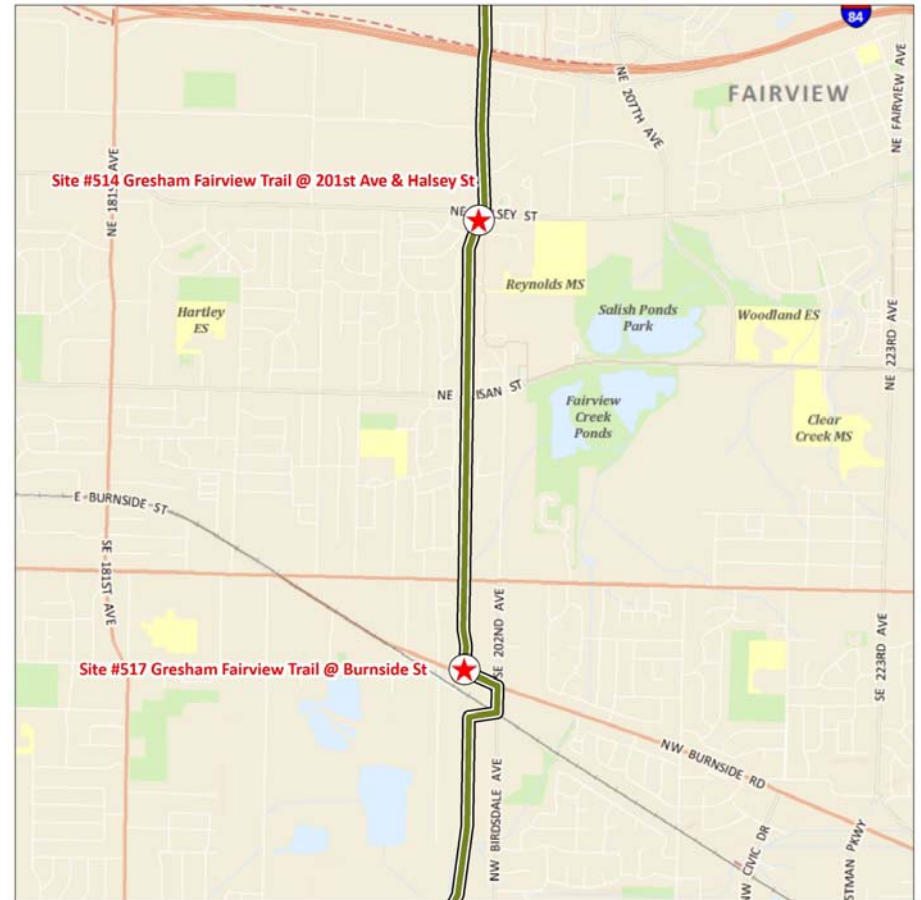 84
FAIRVIEW
NE 207TH AVE
NE FAIRVIEW AVE
NE 181ST AVE
Site #514 Gresham Fairview Trail @ 201st Ave & Halsey St
NE
SEY ST
Reynolds MS
Hartley
ES
Salish Ponds
Park
Woodland ES
NE 223RD AVE
NE
ISAN ST
Fairview
Creek
Ponds
Clear
Creek MS
E BURNSIDE ST
SE 181ST AVE
SE 202ND AVE
SE 223RD AVE
Site #517 Gresham Fairview Trail @ Burnside St
NW BURNSIDE RD
NW BIRDSDALE AVE
NW CIVIC DR
STMAN PKWY